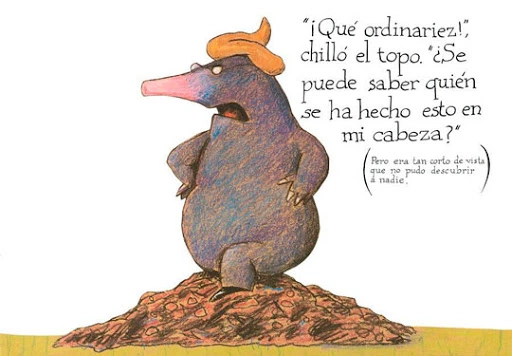 "¡Qué ordinariez!",
chilló el topo. "¿Se
puede saber quién
se ha hecho esto en
mi cabeza?"
(Pero era tan corto de vista
que no pudo descubrir
a nadie.)